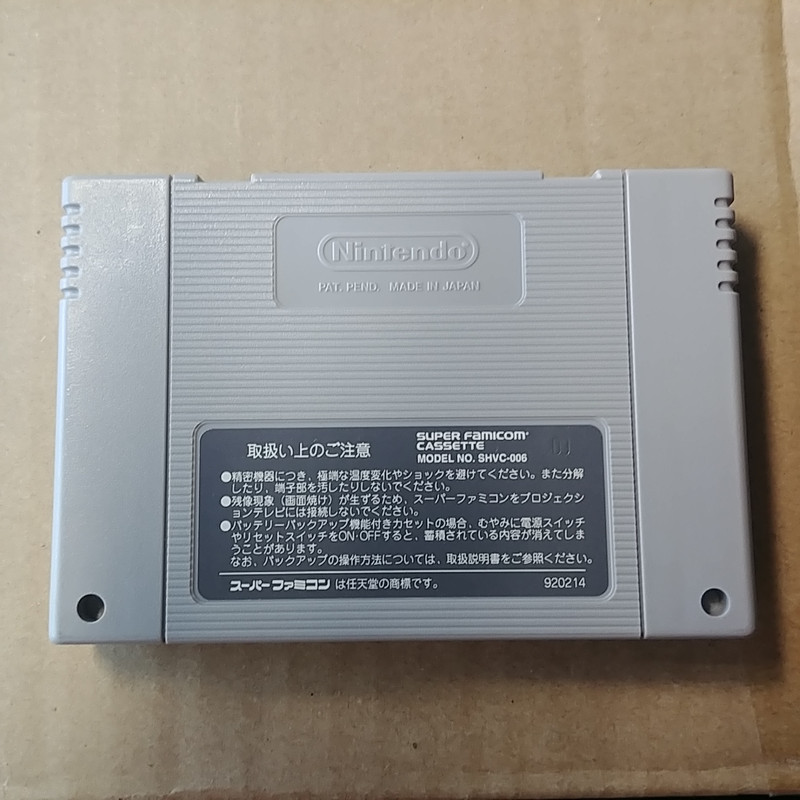 Nintendo®
PAT. PEND. MADE IN JAPAN
取扱い上のご注意
SUPER FAMICOM®
CASSETTE
MODEL NO. SHVC-006
●精密機器につき、極端な温度変化やショックを避けてください。また分解
したり、端子部を汚したりしないでください。
●残像現象（画面焼け）が生ずるため、スーパーファミコンをプロジェクシ
ョンテレビには接続しないでください。
●バッテリーバックアップ機能付きカセットの場合、むやみに電源スイッチ
やリセットスイッチをON·OFFすると、蓄積されている内容が消えてしま
うことがあります。
なお、バックアップの操作方法については、取扱説明書をご参照ください。
スーパーファミコン は任天堂の商標です。
920214